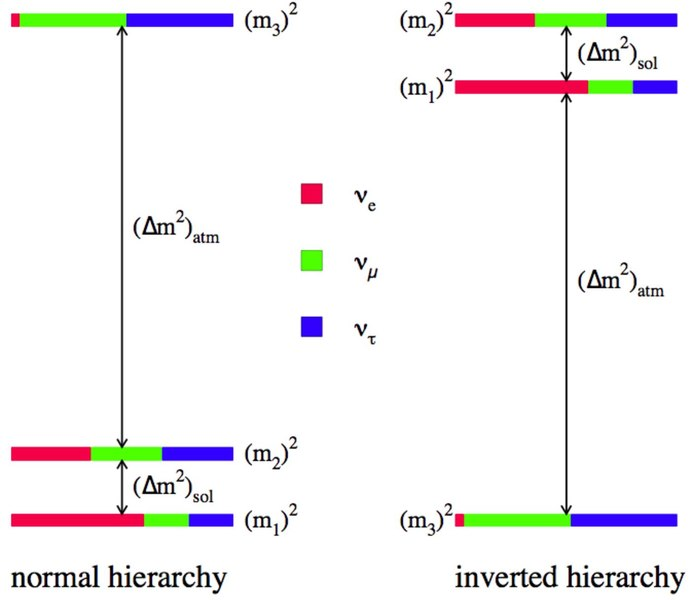 (m₃)²
(Δm²)atm
(m₂)²
(Δm²)sol
(m₁)²
normal hierarchy
νe
νμ
ντ
(m₂)²
(Δm²)sol
(m₁)²
(Δm²)atm
(m₃)²
inverted hierarchy